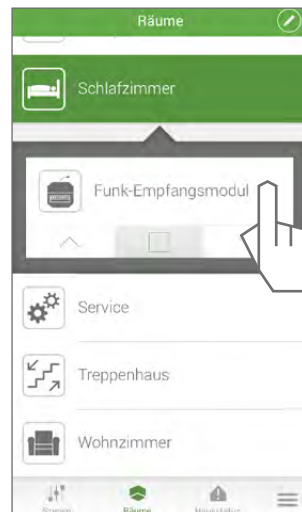 Räume
Schlafzimmer
Funk-Empfangsmodul
Service
Treppenhaus
Wohnzimmer
Räume